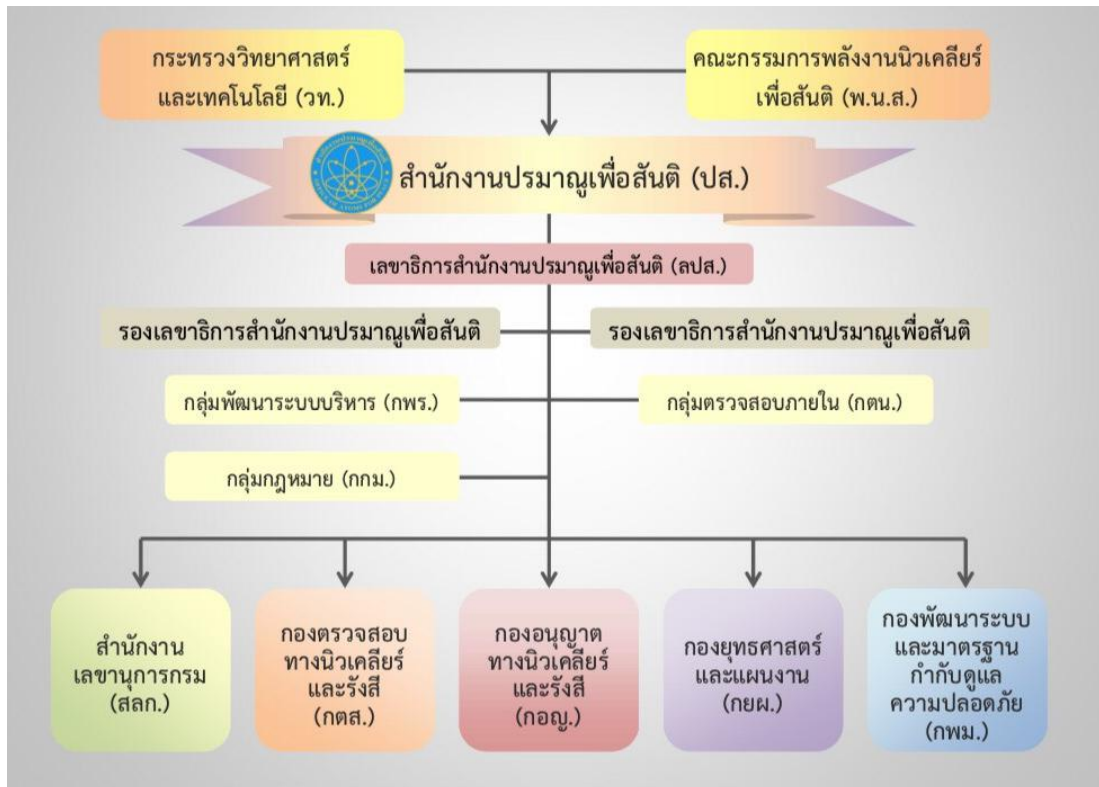 กระทรวงวิทยาศาสตร์
และเทคโนโลยี (วท.)
คณะกรรมการพลังงานนิวเคลียร์
เพื่อสันติ (พ.น.ส.)
สำนักงานปรมาณูเพื่อสันติ (ปส.)
เลขาธิการสำนักงานปรมาณูเพื่อสันติ (ลปส.)
รองเลขาธิการสำนักงานปรมาณูเพื่อสันติ
รองเลขาธิการสำนักงานปรมาณูเพื่อสันติ
กลุ่มพัฒนาระบบบริหาร (กพร.)
กลุ่มตรวจสอบภายใน (กตน.)
กลุ่มกฎหมาย (กกม.)
สำนักงาน
เลขานุการกรม
(สลก.)
กองตรวจสอบ
ทางนิวเคลียร์
และรังสี
(กตส.)
กองอนุญาต
ทางนิวเคลียร์
และรังสี
(กอญ.)
กองยุทธศาสตร์
และแผนงาน
(กยผ.)
กองพัฒนาระบบ
และมาตรฐาน
กำกับดูแล
ความปลอดภัย
(กพม.)